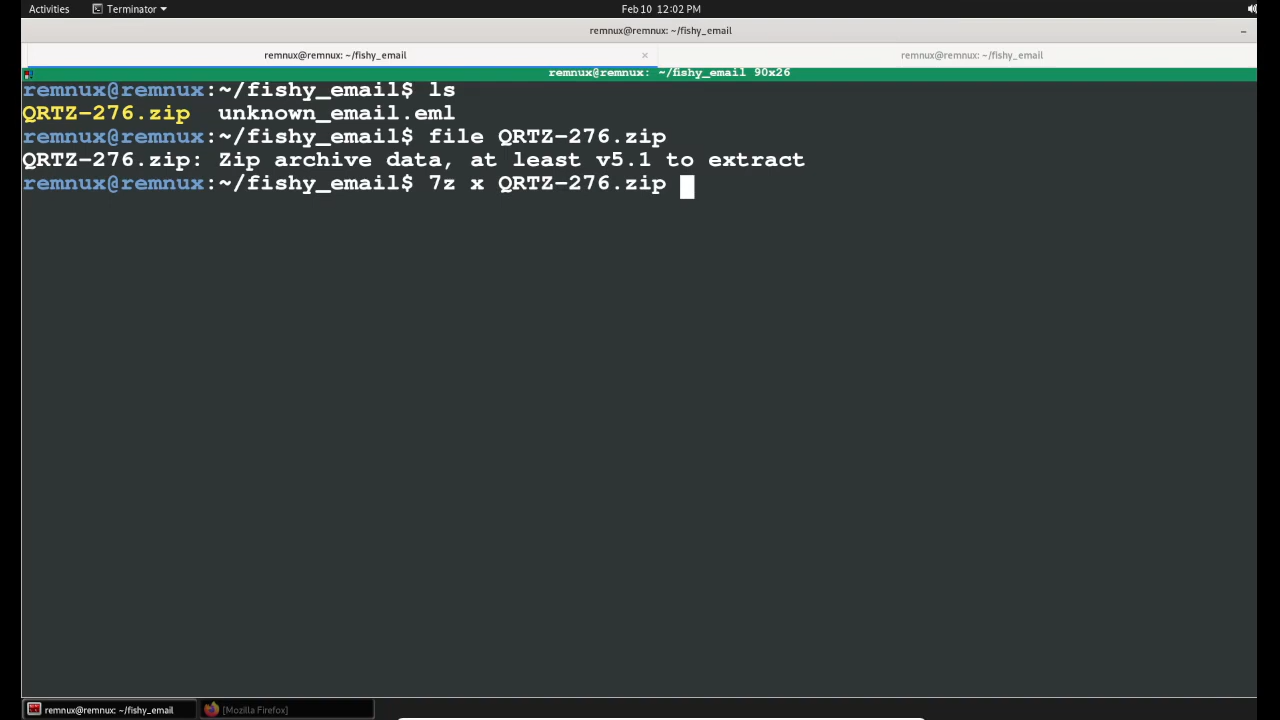 Activities Terminator Feb 10 12:02 PM
remnux@remnux: ~/fishy_email
remnux@remnux: ~/fishy_email × remnux@remnux: ~/fishy_email
remnux@remnux: ~/fishy_email 90x26
remnux@remnux:~/fishy_email$ ls
QRTZ-276.zip unknown_email.eml
remnux@remnux:~/fishy_email$ file QRTZ-276.zip
QRTZ-276.zip: Zip archive data, at least v5.1 to extract
remnux@remnux:~/fishy_email$ 7z x QRTZ-276.zip
remnux@remnux: ~/fishy_email [Mozilla Firefox]